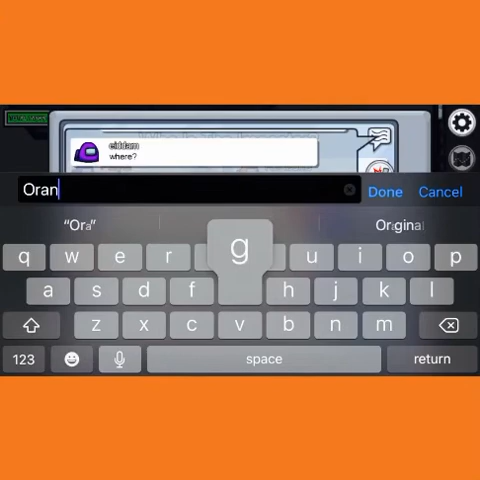 eiddam
where?
Oran
Done
Cancel
"Ora"
Original
q w e r g u i o p
a s d f h j k l
z x c v b n m
123
space
return